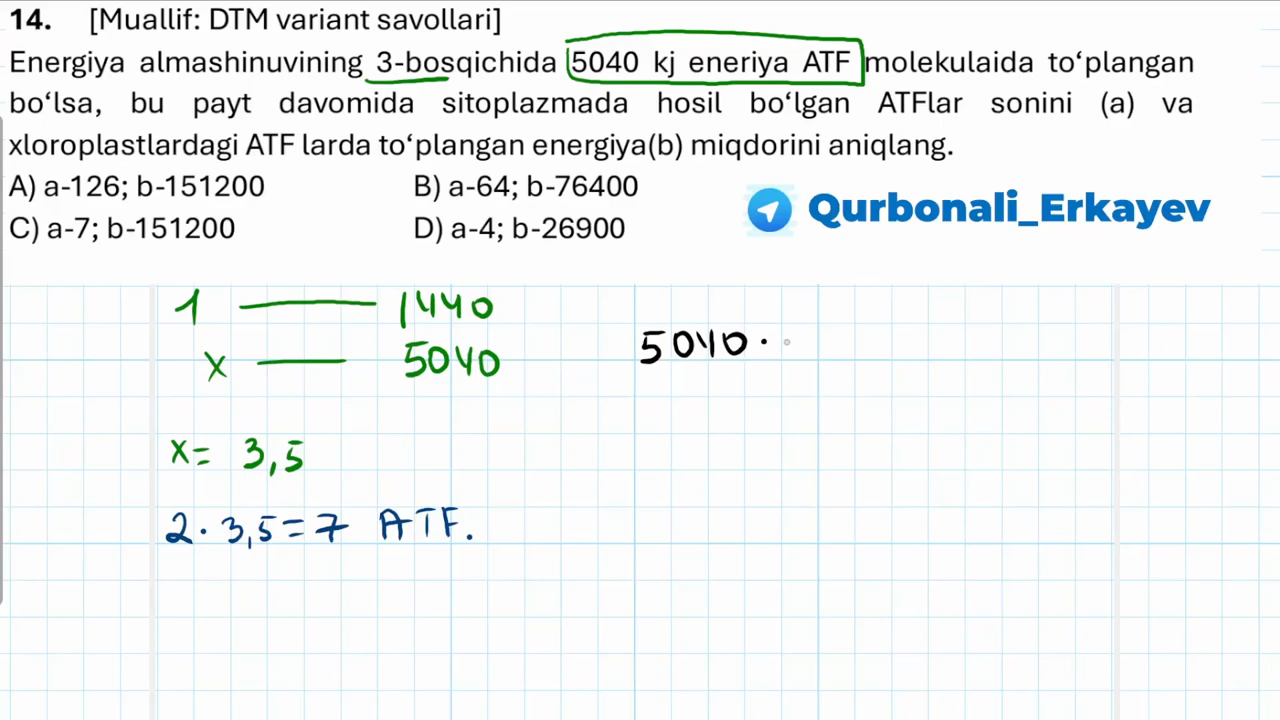 14. [Muallif: DTM variant savollari]
Energiya almashinuvining 3-bosqichida 5040 kj eneriya ATF molekulaida to‘plangan
bo‘lsa, bu payt davomida sitoplazmada hosil bo‘lgan ATFlar sonini (a) va
xloroplastlardagi ATF larda to‘plangan energiya(b) miqdorini aniqlang.
A) a-126; b-151200 B) a-64; b-76400
C) a-7; b-151200 D) a-4; b-26900
Qurbonali_Erkayev
1 — 1440
x — 5040
5040 ·
x = 3,5
2 · 3,5 = 7 ATF.